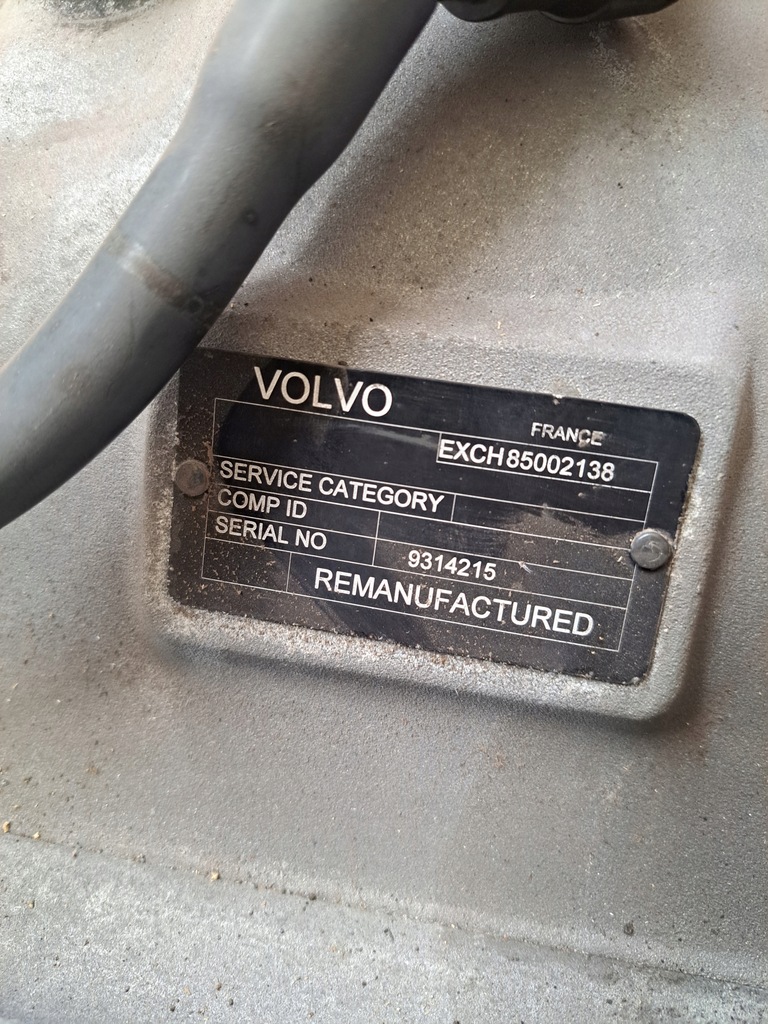 VOLVO
FRANCE
EXCH85002138
SERVICE CATEGORY
COMP ID
SERIAL NO 9314215
REMANUFACTURED